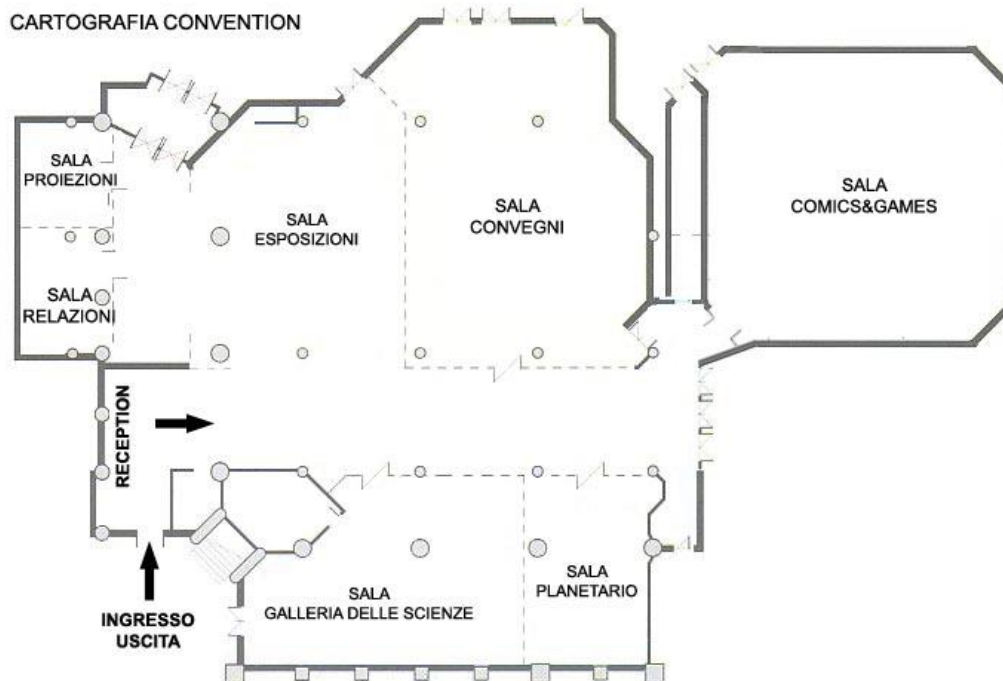 CARTOGRAFIA CONVENTION
SALA
PROIEZIONI
SALA
ESPOSIZIONI
SALA
CONVEGNI
SALA
COMICS&GAMES
SALA
RELAZIONI
RECEPTION
SALA
GALLERIA DELLE SCIENZE
SALA
PLANETARIO
INGRESSO
USCITA